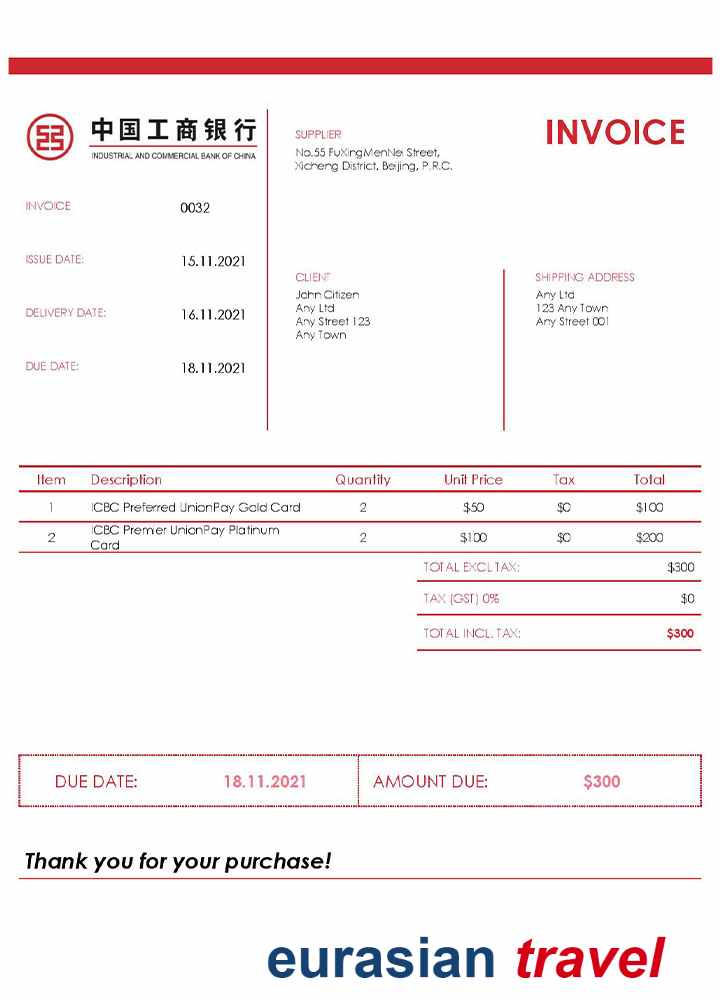 中国工商银行
INDUSTRIAL AND COMMERCIAL BANK OF CHINA
INVOICE
0032
ISSUE DATE:
15.11.2021
DELIVERY DATE:
16.11.2021
DUE DATE:
18.11.2021
SUPPLIER
No.55 FuXingMenNei Street,
Xicheng District, Beijing, P.R.C.
INVOICE
CLIENT
John Citizen
Any Ltd
Any Street 123
Any Town
SHIPPING ADDRESS
Any Ltd
123 Any Town
Any Street 001
Item Description Quantity Unit Price Tax Total
1 ICBC Preferred UnionPay Gold Card 2 $50 $0 $100
2 ICBC Premier UnionPay Platinum Card 2 $100 $0 $200
TOTAL EXCL TAX: $300
TAX (GST) 0% $0
TOTAL INCL. TAX: $300
DUE DATE: 18.11.2021 AMOUNT DUE: $300
Thank you for your purchase!
eurasian travel